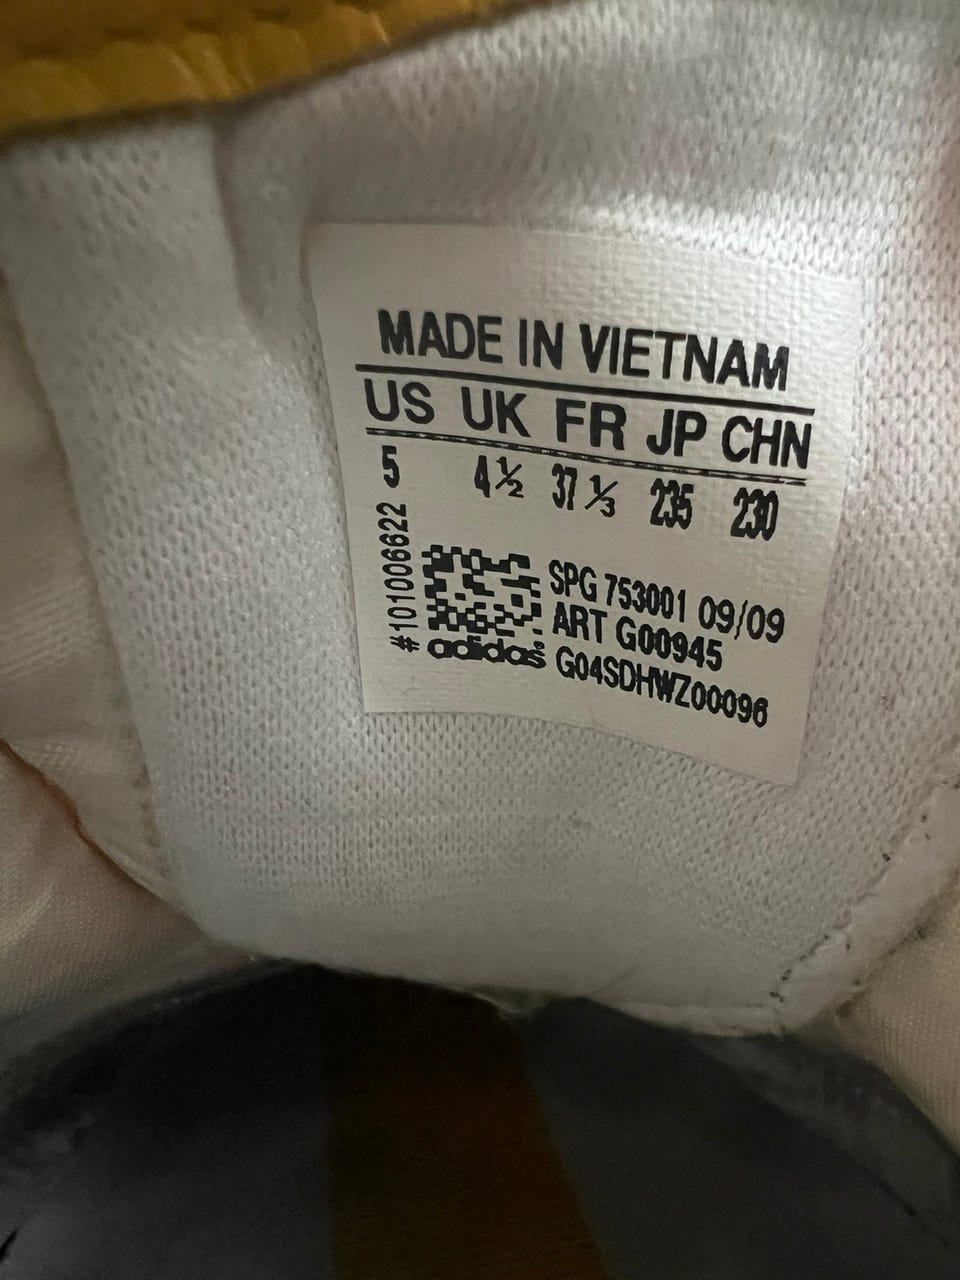 MADE IN VIETNAM
US UK FR JP CHN
5 4½ 37⅓ 235 230
#101006622
SPG 753001 09/09
ART G00945
adidas G04SDHWZ00096